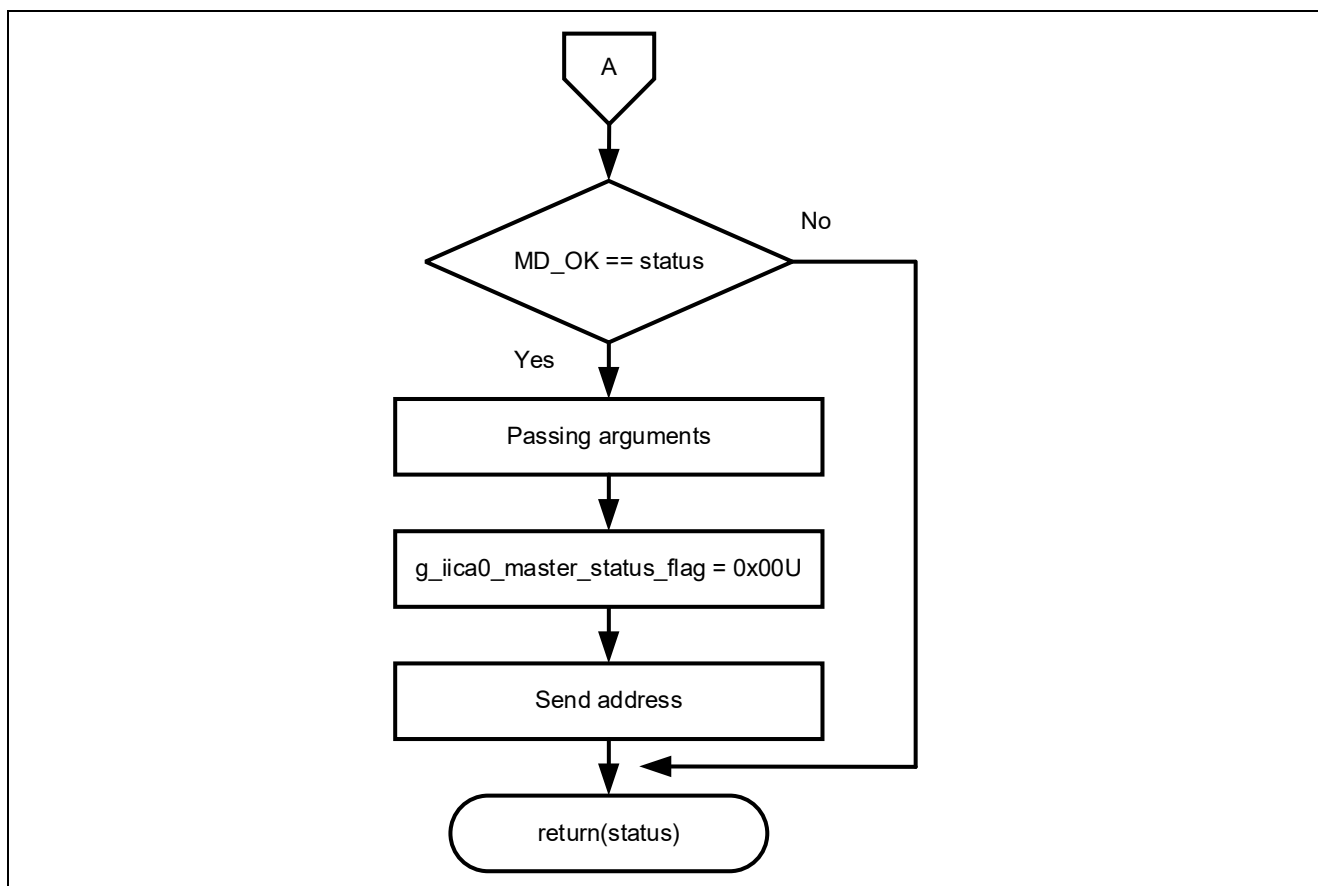 A
No
MD_OK == status
Yes
Passing arguments
g_iica0_master_status_flag = 0x00U
Send address
return(status)